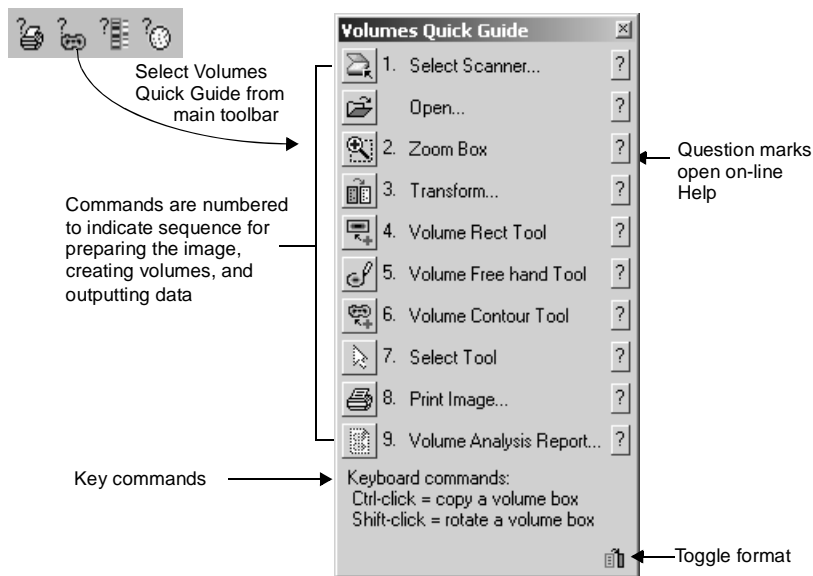 Select Volumes
Quick Guide from
main toolbar
Commands are numbered
to indicate sequence for
preparing the image,
creating volumes, and
outputting data
Key commands
Volumes Quick Guide
1. Select Scanner... ?
Open... ?
2. Zoom Box ?
3. Transform... ?
4. Volume Rect Tool ?
5. Volume Free hand Tool ?
6. Volume Contour Tool ?
7. Select Tool ?
8. Print Image... ?
9. Volume Analysis Report... ?
Keyboard commands:
Ctrl-click = copy a volume box
Shift-click = rotate a volume box
Question marks
open on-line
Help
Toggle format